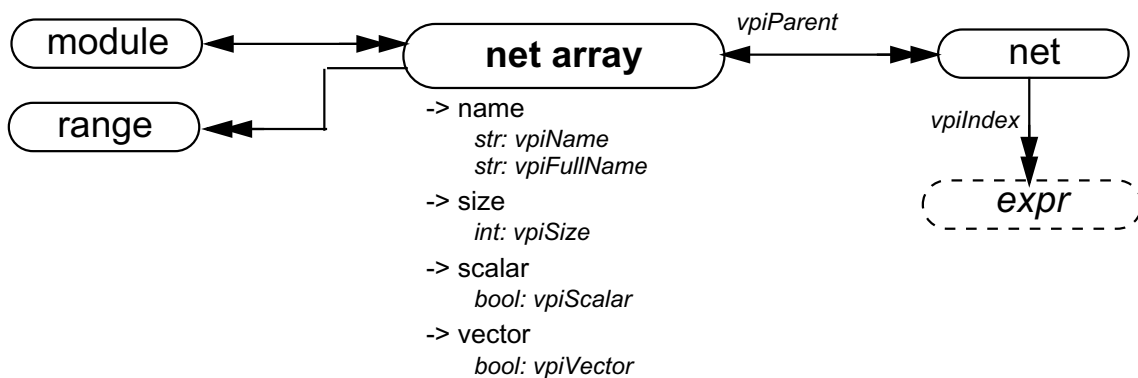 module
range
net array
-> name
str: vpiName
str: vpiFullName
-> size
int: vpiSize
-> scalar
bool: vpiScalar
-> vector
bool: vpiVector
vpiParent
net
vpiIndex
expr